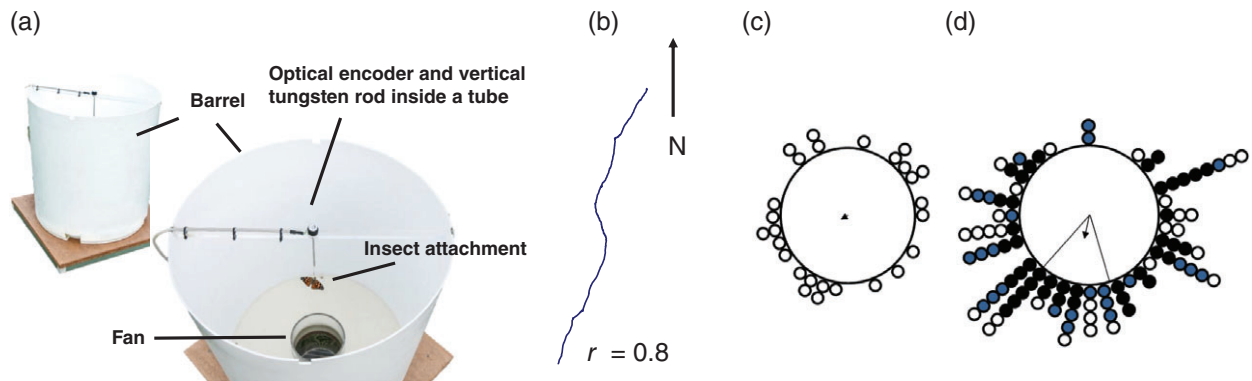 (a)
(b)
(c)
(d)
Optical encoder and vertical
tungsten rod inside a tube
Barrel
N
Insect attachment
Fan
r = 0.8